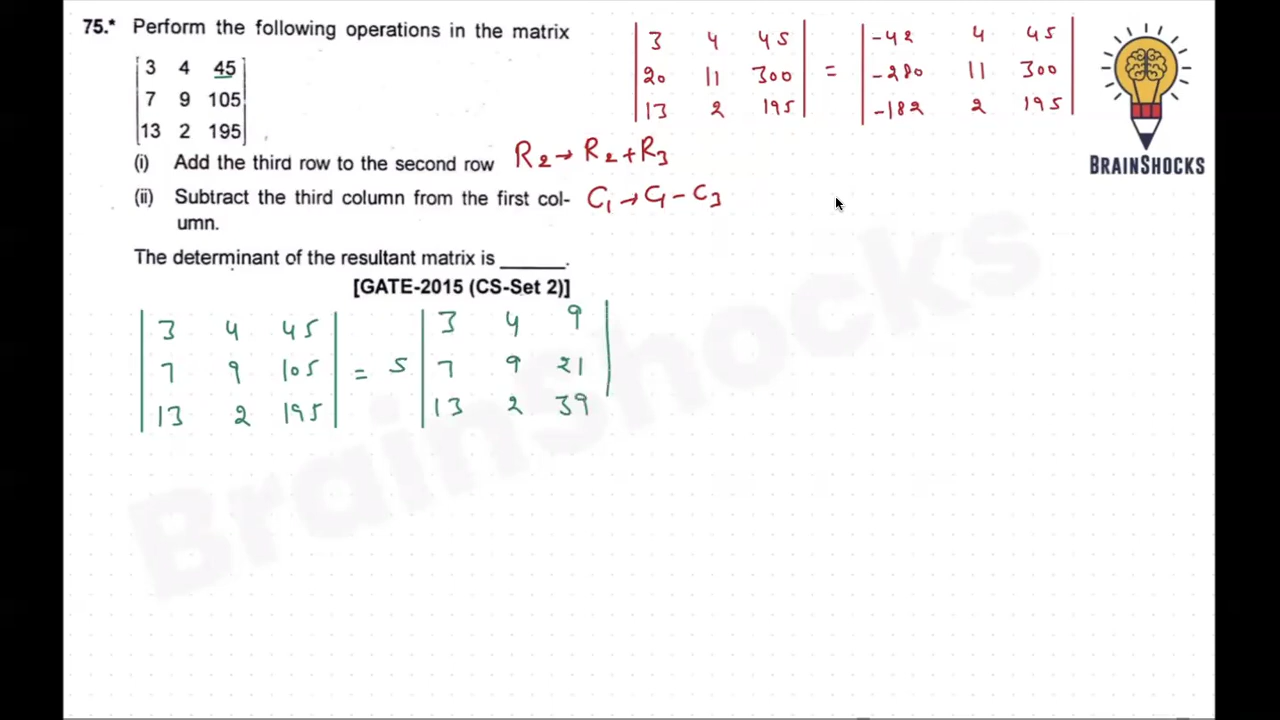 75.* Perform the following operations in the matrix
3 4 45
7 9 105
13 2 195
(i) Add the third row to the second row R2→R2+R3
(ii) Subtract the third column from the first col- C1→C1-C3
umn.
The determinant of the resultant matrix is ______.
[GATE-2015 (CS-Set 2)]
3 4 45 -42 4 45
20 11 300 = -280 11 300
13 2 195 -182 2 195
BRAINSHOCKS
3 4 45 3 4 9
7 9 105 = 5 7 9 21
13 2 195 13 2 39
BrainShocks